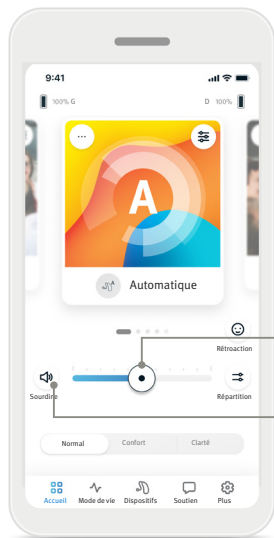 9:41
100% G D 100%
A
Automatique
Rétroaction
Sourdine Répartition
Normal Confort Clarté
Accueil Mode de vie Dispositifs Soutien Plus